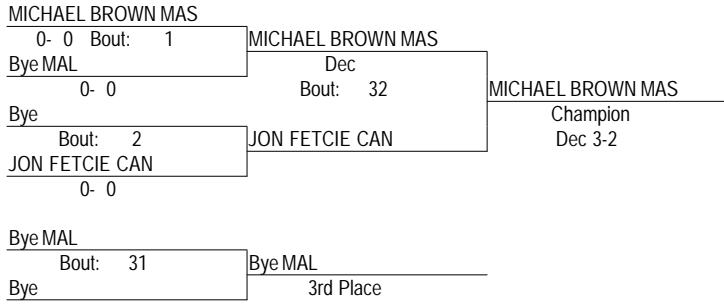 MICHAEL BROWN MAS
0- 0 Bout: 1 MICHAEL BROWN MAS
Bye MAL Dec
0- 0 Bout: 32 MICHAEL BROWN MAS
Bye Champion
Bout: 2 JON FETCIE CAN Dec 3-2
JON FETCIE CAN
0- 0
Bye MAL
Bout: 31 Bye MAL
Bye 3rd Place